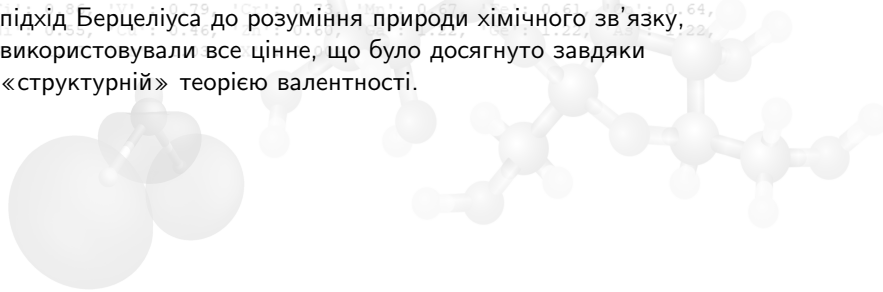 підхід Берцеліуса до розуміння природи хімічного зв’язку,
використовували все цінне, що було досягнуто завдяки
«структурній» теорією валентності.